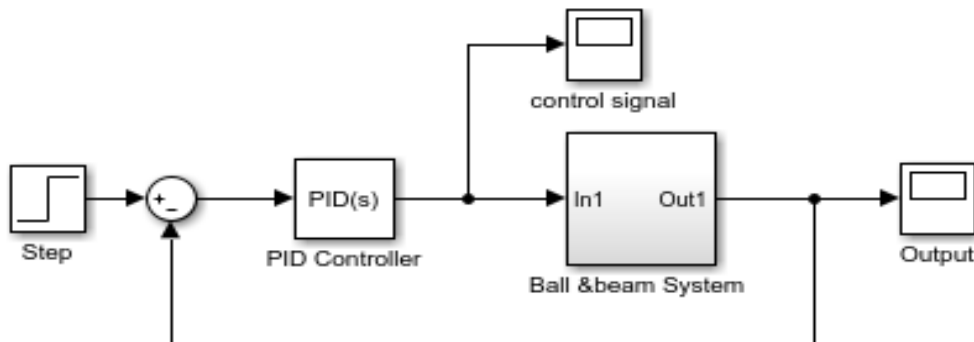 control signal
+
−
PID(s)
In1
Out1
Step
PID Controller
Ball &beam System
Output